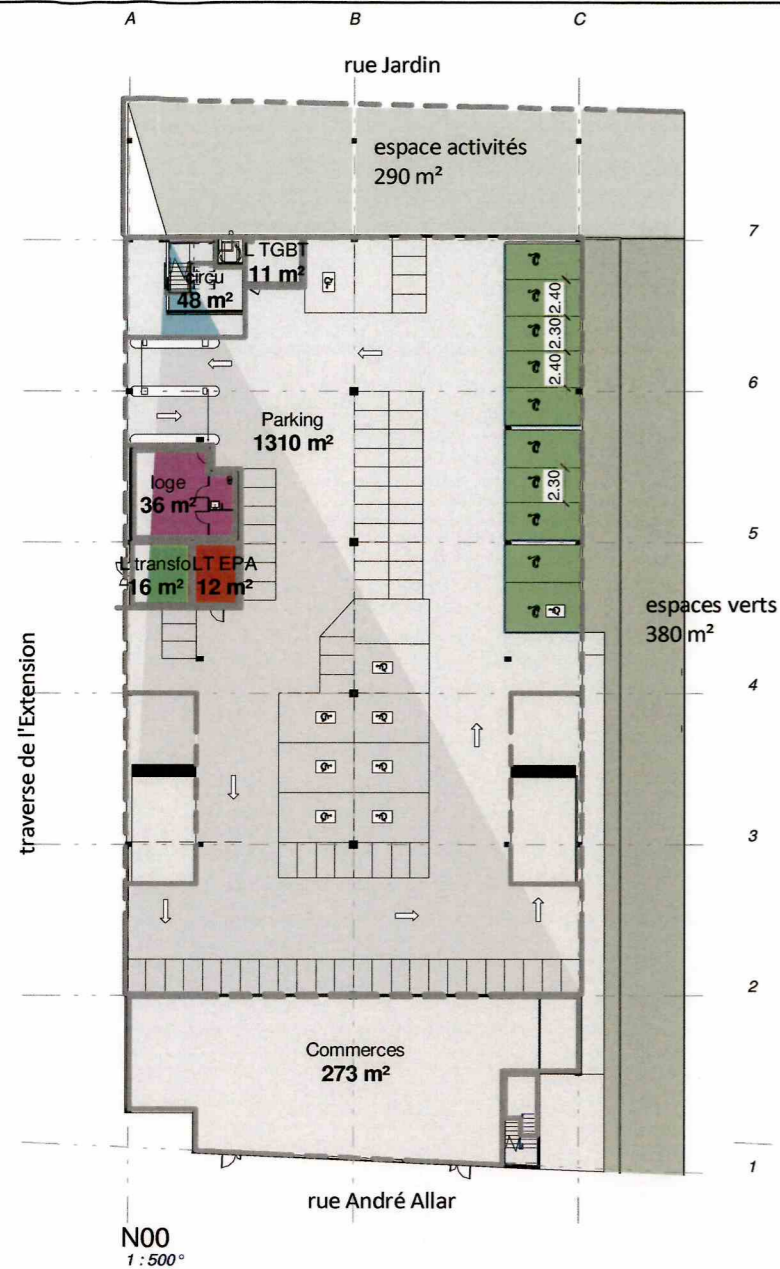 A B C
rue Jardin
espace activités
290 m²
7
L TGBT
11 m²
circu
48 m²
2.40
2.30
2.40
6
Parking
1310 m²
loge
36 m²
2.30
5
L transfo
16 m²
LT EPA
12 m²
espaces verts
380 m²
4
traverse de l'Extension
3
2
Commerces
273 m²
1
rue André Allar
N00
1 : 500°